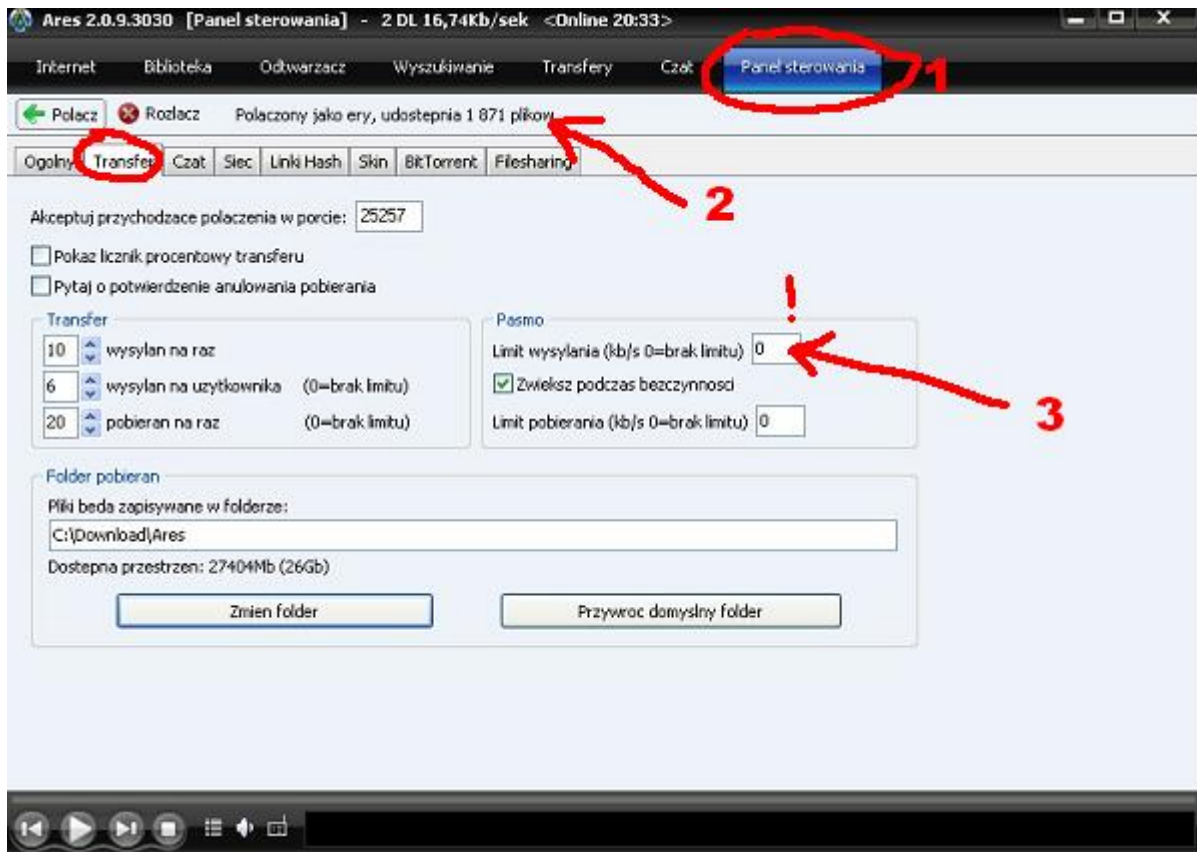 Ares 2.0.9.3030 [Panel sterowania] - 2 DL 16,74Kb/sek <Online 20:33>
Internet Biblioteka Odtwarzacz Wyszukiwanie Transfery Czat Panel sterowania 1
Polacz Rozlacz Polaczony jako ery, udostepnia 1 871 plikow
Ogolny Transfer Czat Siec Linki Hash Skin BitTorrent Filesharing
2
Akceptuj przychodzace polaczenia w porcie: 25257
Pokaz licznik procentowy transferu
Pytaj o potwierdzenie anulowania pobierania
!
Transfer
10 wysylan na raz
6 wysylan na uzytkownika (0=brak limitu)
20 pobieran na raz (0=brak limitu)
Pasmo
Limit wysylania (kb/s 0=brak limitu) 0
Zwieksz podczas bezczynnosci
Limit pobierania (kb/s 0=brak limitu) 0
3
Folder pobieran
Pliki beda zapisywane w folderze:
C:\Download\Ares
Dostepna przestrzen: 27404Mb (26Gb)
Zmien folder Przywroc domyslny folder